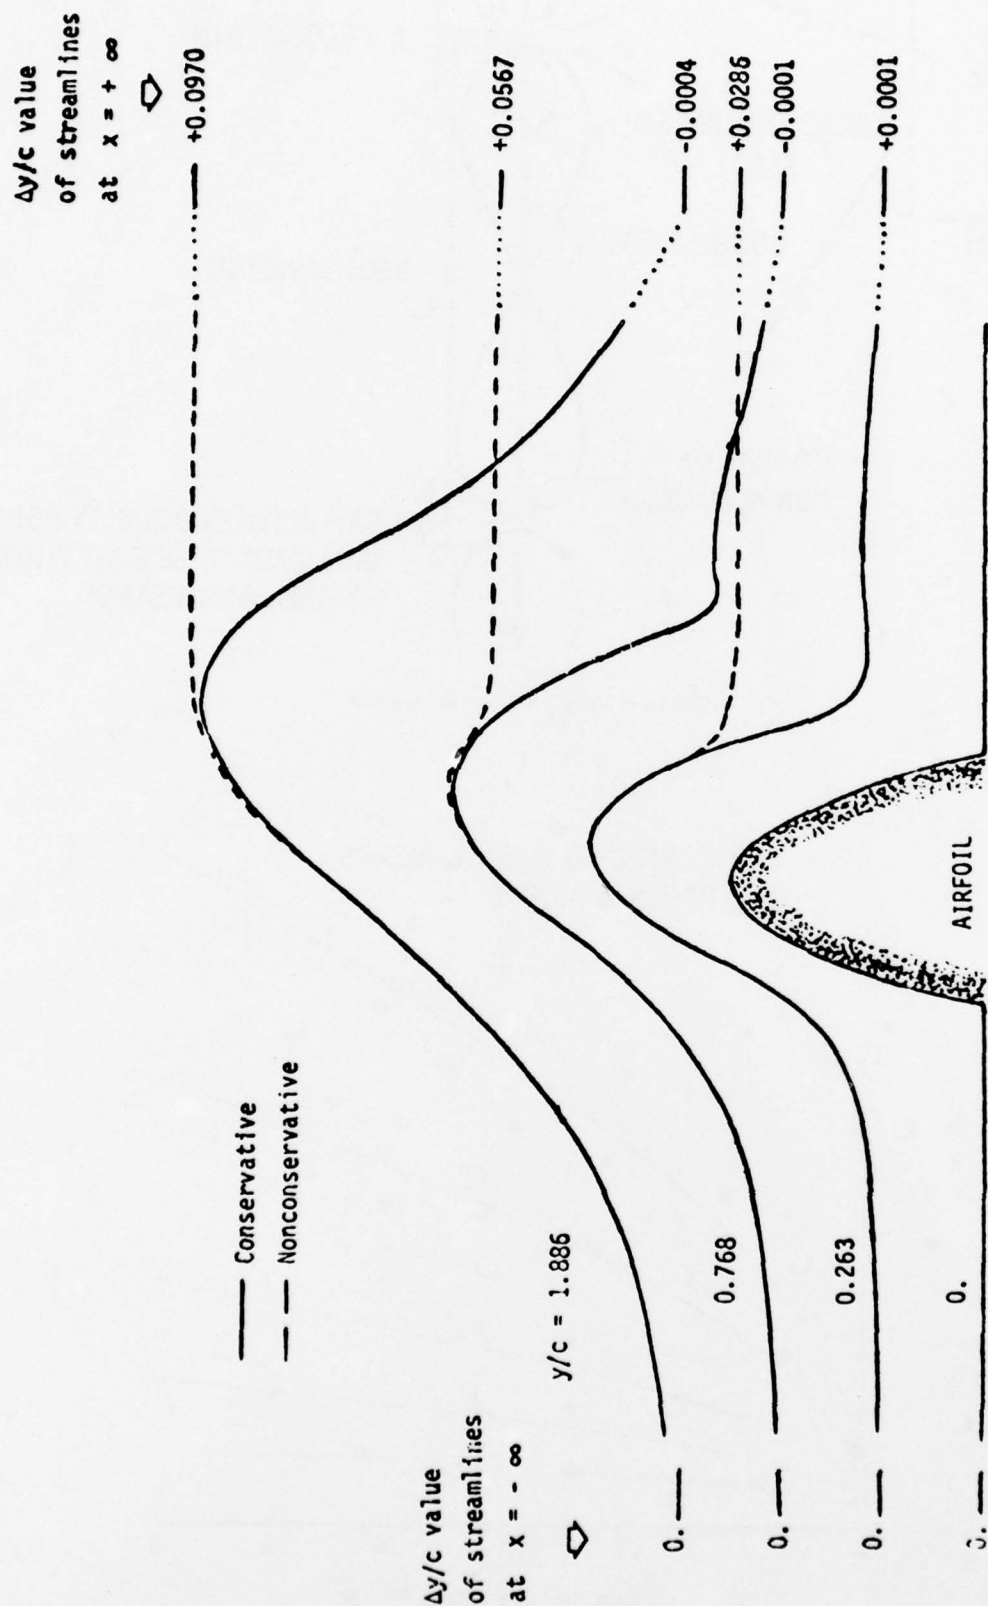 Δy/c value
of streamlines
at x = + ∞
+0.0970
+0.0567
-0.0004
+0.0286
-0.0001
+0.0001
Conservative
Nonconservative
Δy/c value
of streamlines
at x = - ∞
y/c = 1.886
0.768
0.263
0.
0.
0.
0.
0.
AIRFOIL